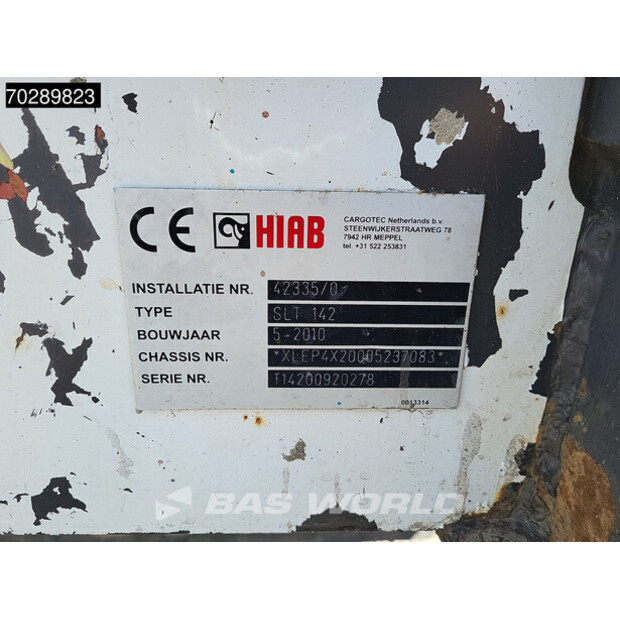 70289823
CE HIAB
CARGOTEC Netherlands b.v.
STEENWIJKERSTRAATWEG 78
7942 HR MEPPEL
tel. +31 522 253831
INSTALLATIE NR. 42335/0
TYPE SLT 142
BOUWJAAR 5-2010
CHASSIS NR. *XLEP4X20005237083*
SERIE NR. T14200920278
0013314
BAS WORLD